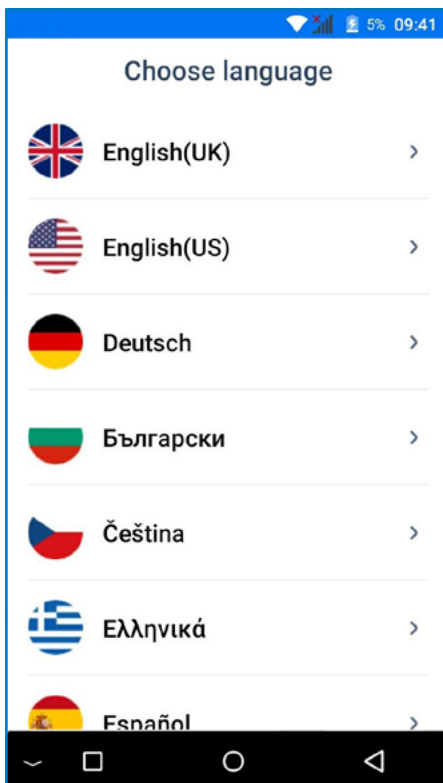 5% 09:41
Choose language
English(UK)
English(US)
Deutsch
Български
Čeština
Ελληνικά
Español